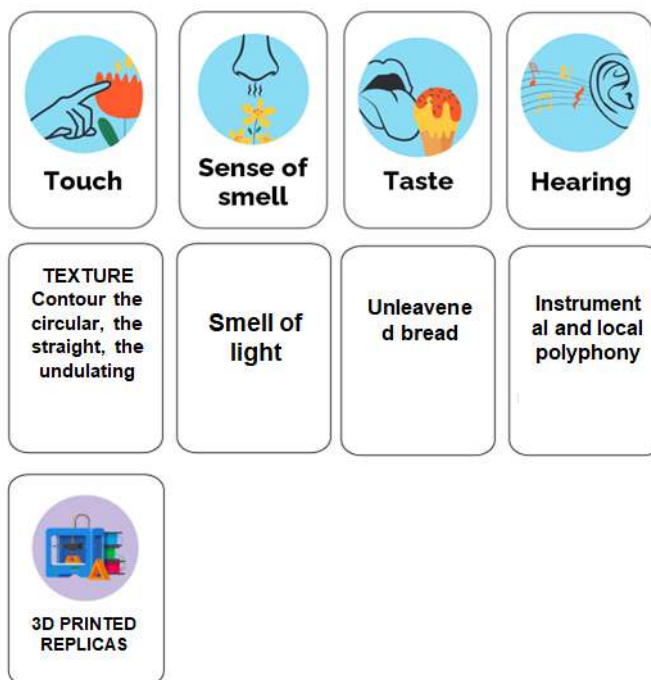 Touch
Sense of
smell
Taste
Hearing
TEXTURE
Contour the
circular, the
straight, the
undulating
Smell of
light
Unleavene
d bread
Instrument
al and local
polyphony
3D PRINTED
REPLICAS